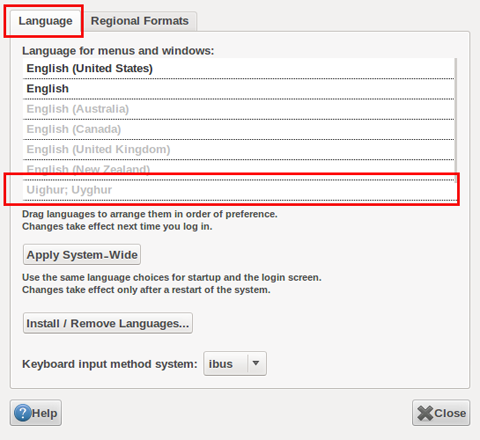 Language Regional Formats
Language for menus and windows:
English (United States)
English
English (Australia)
English (Canada)
English (United Kingdom)
English (New Zealand)
Uighur; Uyghur
Drag languages to arrange them in order of preference.
Changes take effect next time you log in.
Apply System-Wide
Use the same language choices for startup and the login screen.
Changes take effect only after a restart of the system.
Install / Remove Languages...
Keyboard input method system: ibus
Help Close